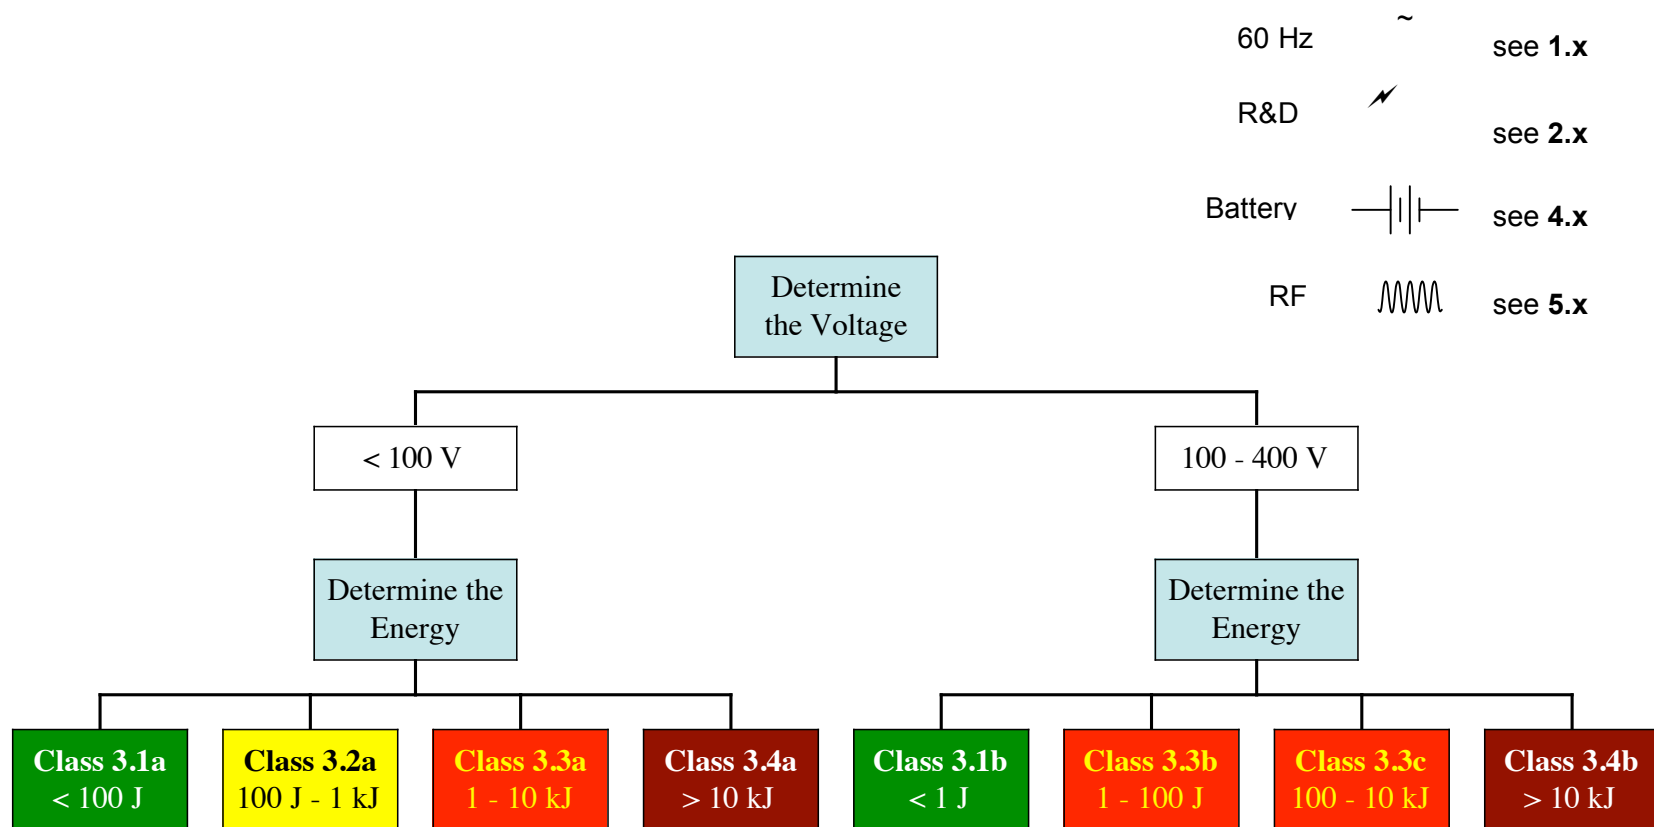 60 Hz ~ see 1.x
R&D see 2.x
Battery see 4.x
RF see 5.x
Determine
the Voltage
< 100 V
100 - 400 V
Determine the
Energy
Determine the
Energy
Class 3.1a
< 100 J
Class 3.2a
100 J - 1 kJ
Class 3.3a
1 - 10 kJ
Class 3.4a
> 10 kJ
Class 3.1b
< 1 J
Class 3.3b
1 - 100 J
Class 3.3c
100 - 10 kJ
Class 3.4b
> 10 kJ